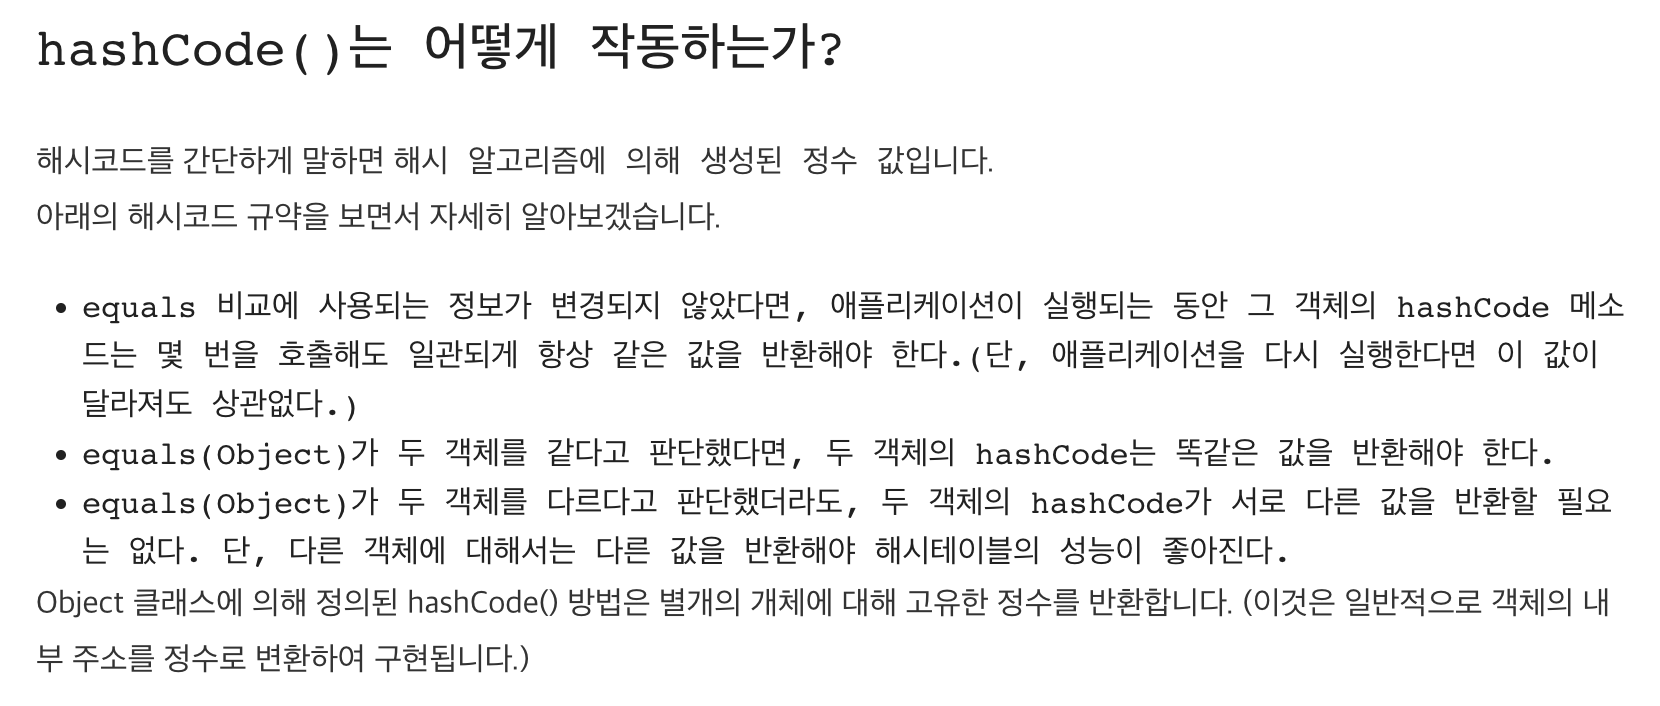 hashCode()는 어떻게 작동하는가?
해시코드를 간단하게 말하면 해시 알고리즘에 의해 생성된 정수 값입니다.
아래의 해시코드 규약을 보면서 자세히 알아보겠습니다.
• equals 비교에 사용되는 정보가 변경되지 않았다면, 애플리케이션이 실행되는 동안 그 객체의 hashCode 메소
드는 몇 번을 호출해도 일관되게 항상 같은 값을 반환해야 한다.(단, 애플리케이션을 다시 실행한다면 이 값이
달라져도 상관없다.)
• equals(Object)가 두 객체를 같다고 판단했다면, 두 객체의 hashCode는 똑같은 값을 반환해야 한다.
• equals(Object)가 두 객체를 다르다고 판단했더라도, 두 객체의 hashCode가 서로 다른 값을 반환할 필요
는 없다. 단, 다른 객체에 대해서는 다른 값을 반환해야 해시테이블의 성능이 좋아진다.
Object 클래스에 의해 정의된 hashCode() 방법은 별개의 개체에 대해 고유한 정수를 반환합니다. (이것은 일반적으로 객체의 내
부 주소를 정수로 변환하여 구현됩니다.)